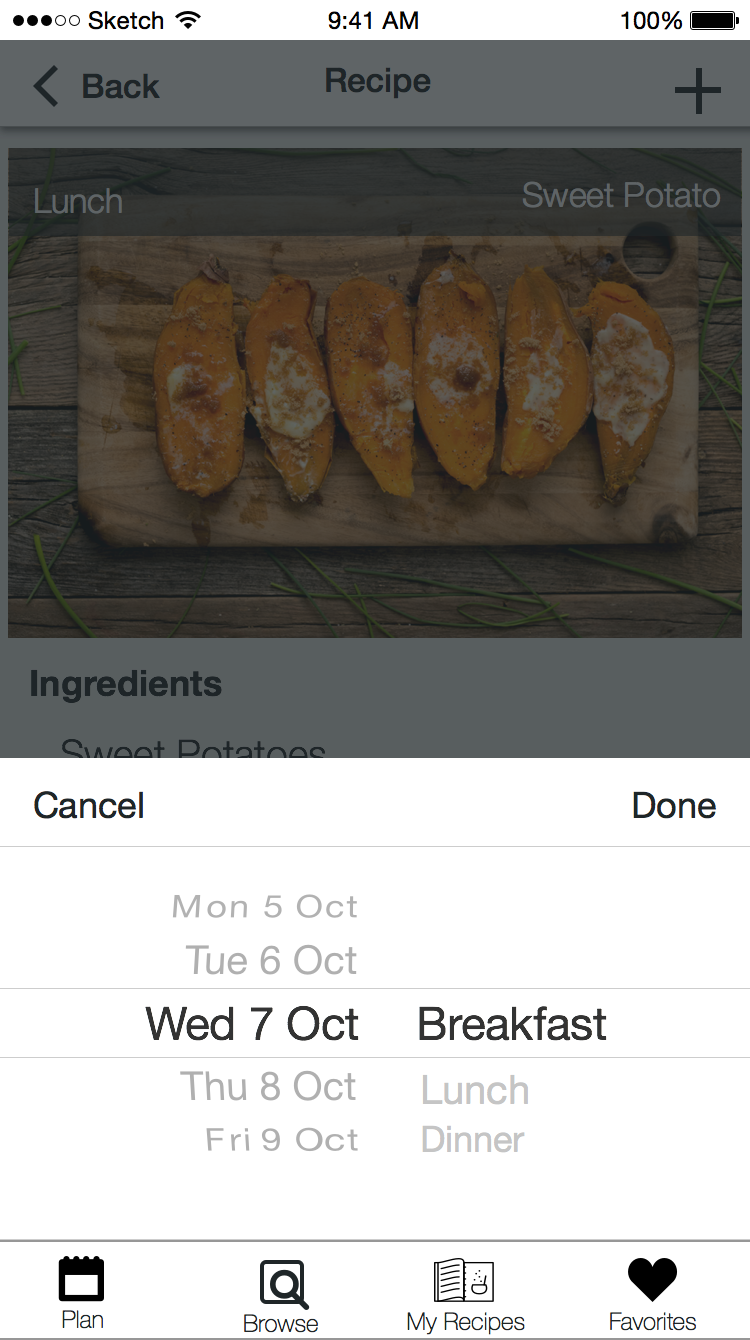 Sketch 9:41 AM 100%
Back Recipe
Lunch Sweet Potato
Ingredients
Sweet Potatoes
Cancel Done
Mon 5 Oct
Tue 6 Oct
Wed 7 Oct Breakfast
Thu 8 Oct Lunch
Fri 9 Oct Dinner
Plan Browse My Recipes Favorites